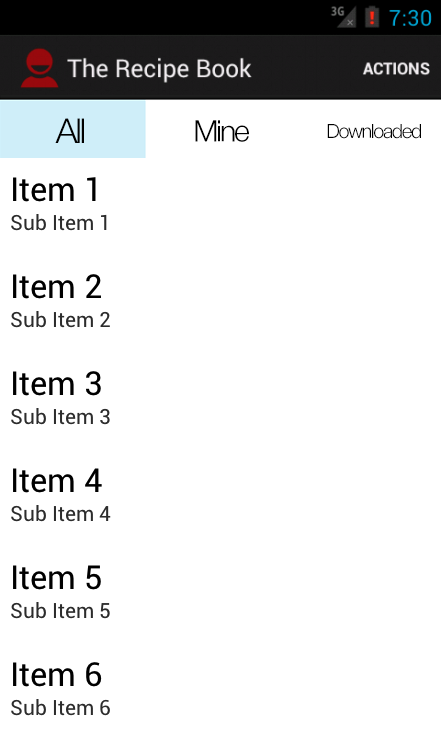 3G 7:30
The Recipe Book ACTIONS
All Mine Downloaded
Item 1
Sub Item 1
Item 2
Sub Item 2
Item 3
Sub Item 3
Item 4
Sub Item 4
Item 5
Sub Item 5
Item 6
Sub Item 6